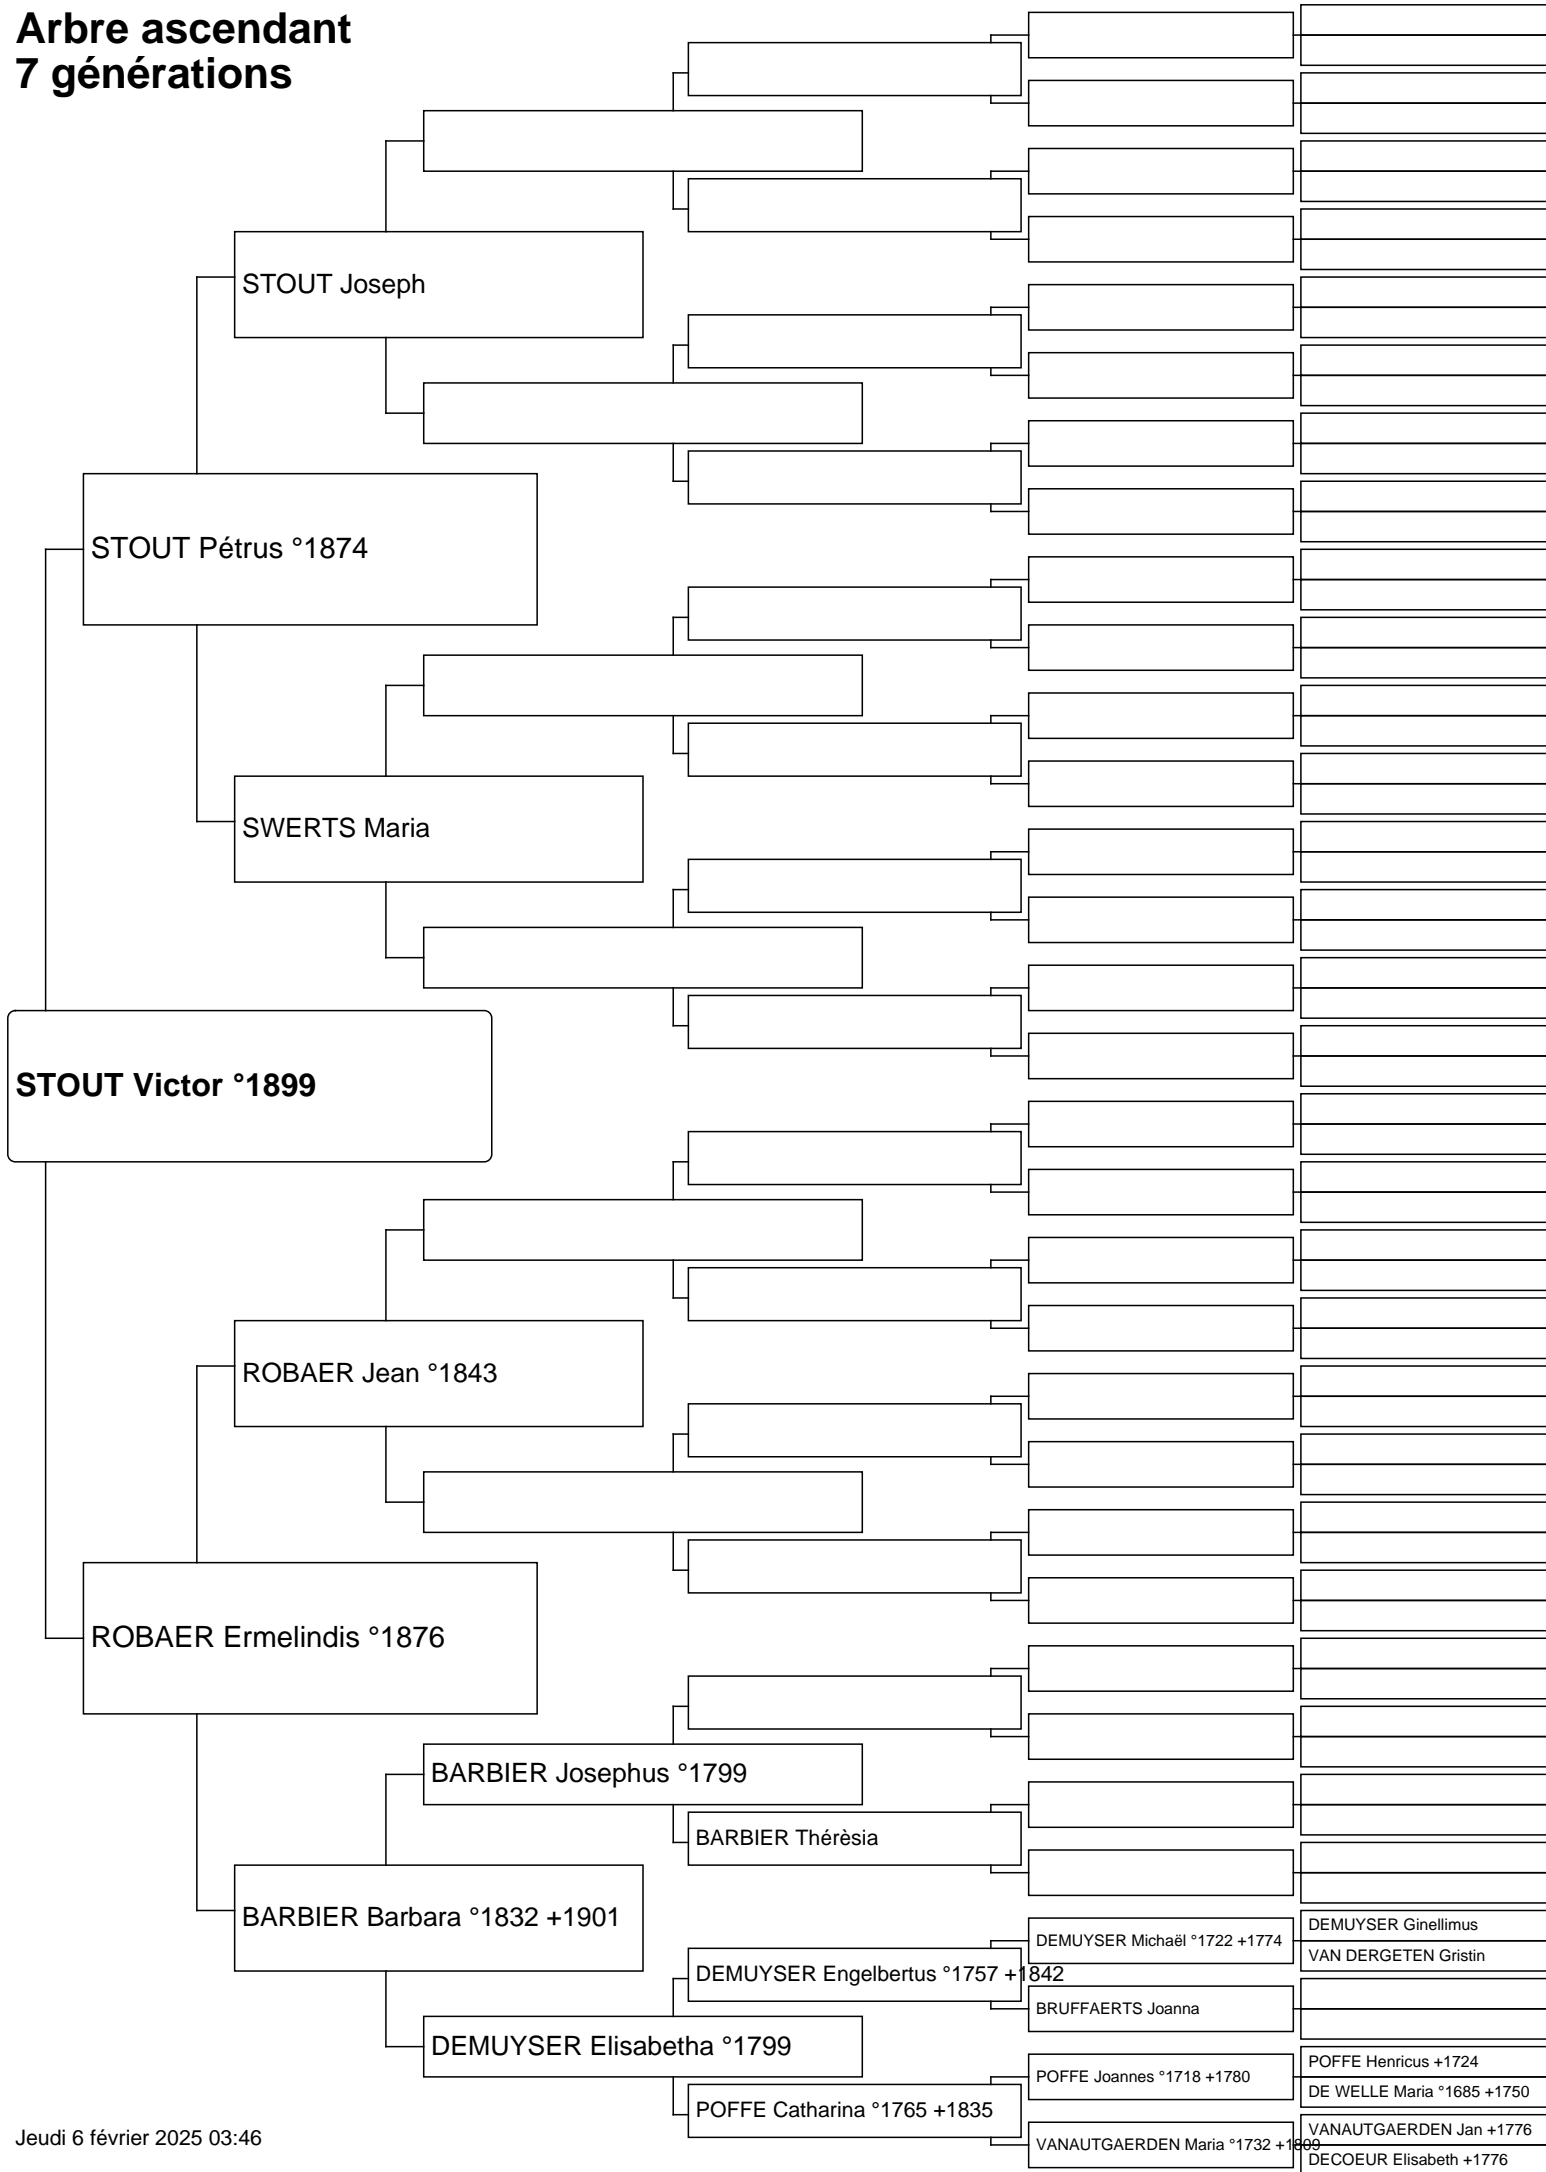 Arbre ascendant
7 générations
STOUT Joseph
STOUT Pétrus °1874
SWERTS Maria
STOUT Victor °1899
ROBAER Jean °1843
ROBAER Ermelindis °1876
BARBIER Josephus °1799
BARBIER Thérèsia
BARBIER Barbara °1832 +1901
DEMUYSER Ginellimus
DEMUYSER Michaël °1722 +1774
VAN DERGETEN Gristin
DEMUYSER Engelbertus °1757 +1842
BRUFFAERTS Joanna
DEMUYSER Elisabetha °1799
POFFE Henricus +1724
POFFE Joannes °1718 +1780
DE WELLE Maria °1685 +1750
POFFE Catharina °1765 +1835
VANAUTGAERDEN Jan +1776
VANAUTGAERDEN Maria °1732 +1809
DECOEUR Elisabeth +1776
Jeudi 6 février 2025 03:46